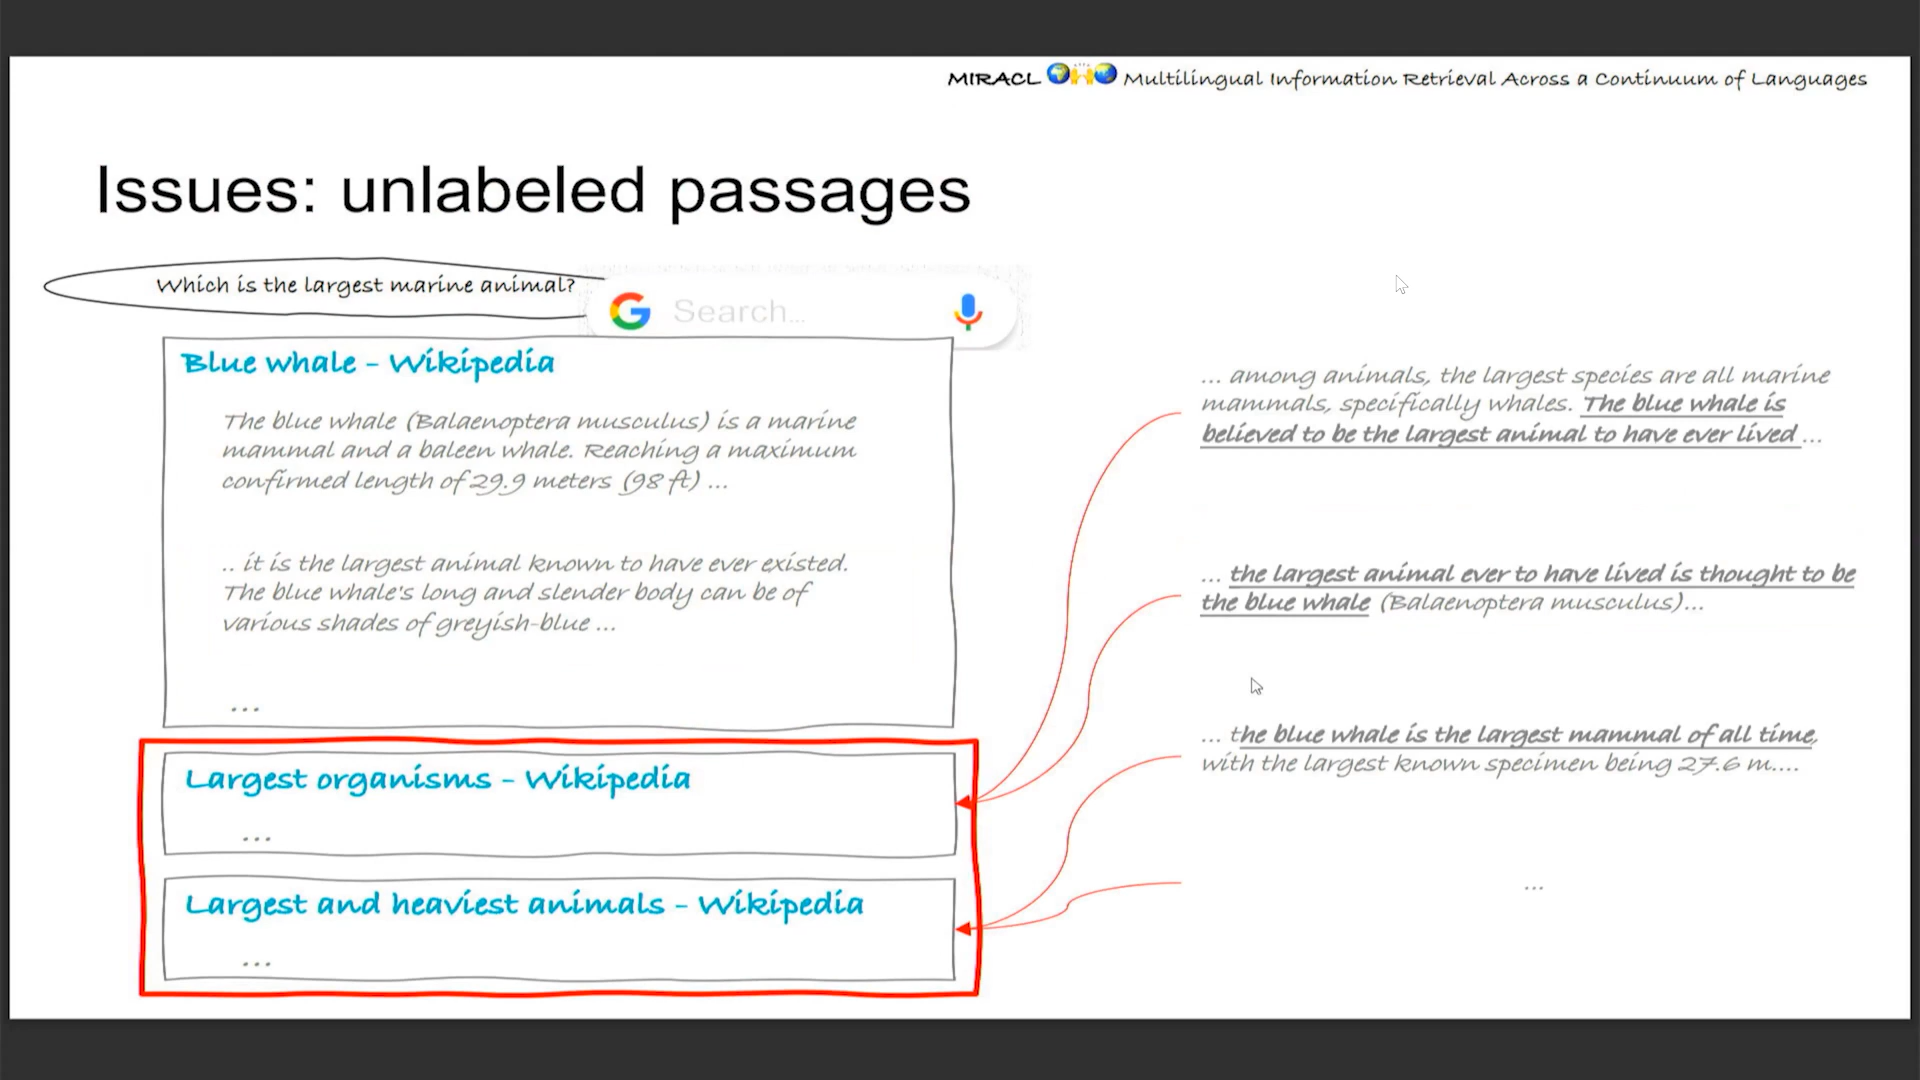 MIRACL Multilingual Information Retrieval Across a Continuum of Languages
Issues: unlabeled passages
Which is the largest marine animal?
Search...
Blue whale - Wikipedia
The blue whale (Balaenoptera musculus) is a marine
mammal and a baleen whale. Reaching a maximum
confirmed length of 29.9 meters (98 ft) ...
.. it is the largest animal known to have ever existed.
The blue whale's long and slender body can be of
various shades of greyish-blue ...
...
Largest organisms - Wikipedia
...
Largest and heaviest animals - Wikipedia
...
... among animals, the largest species are all marine
mammals, specifically whales. The blue whale is
believed to be the largest animal to have ever lived ...
... the largest animal ever to have lived is thought to be
the blue whale (Balaenoptera musculus)...
... the blue whale is the largest mammal of all time,
with the largest known specimen being 27.6 m....
...